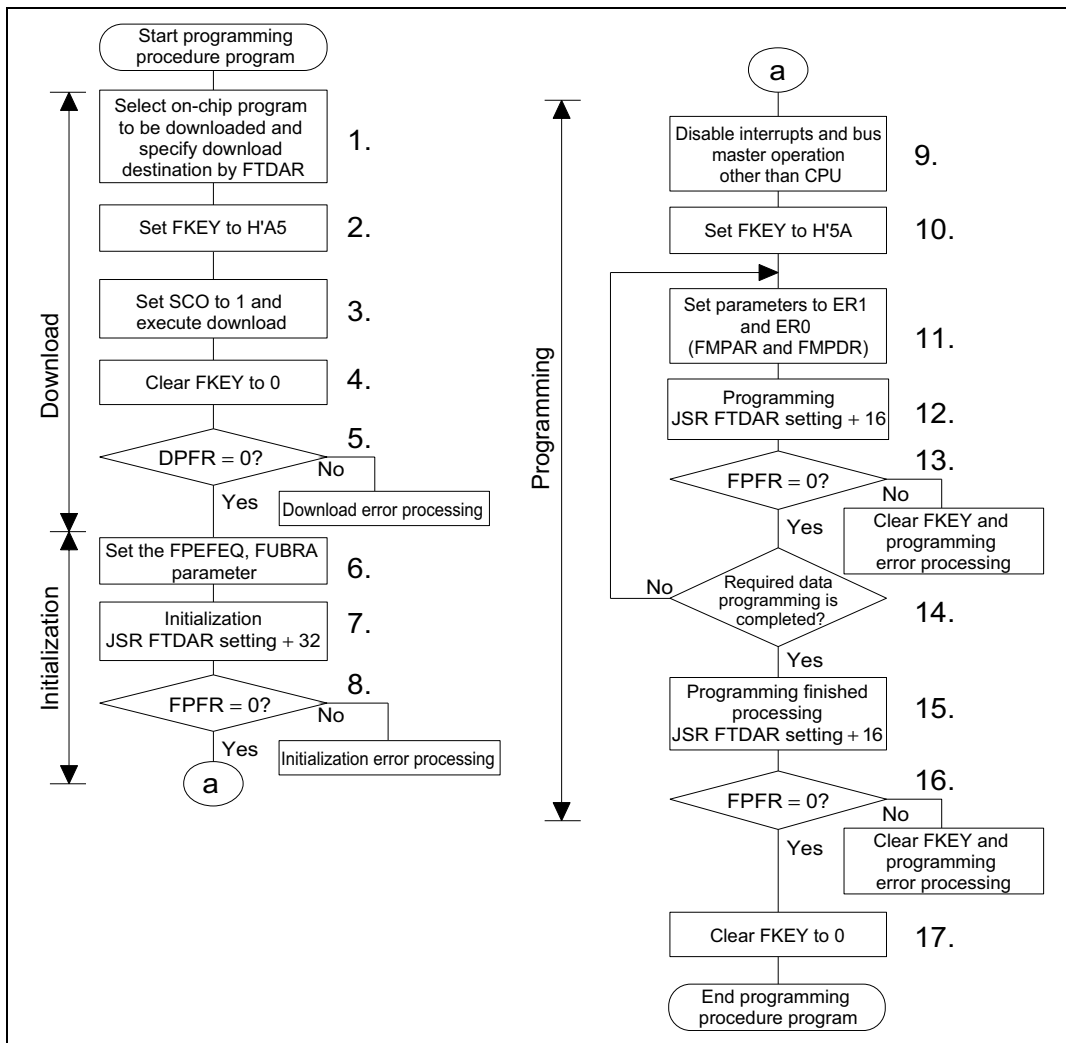 Start programming
procedure program
Select on-chip program
to be downloaded and
specify download
destination by FTDAR
1.
Set FKEY to H'A5
2.
Set SCO to 1 and
execute download
3.
Clear FKEY to 0
4.
DPFR = 0?
5.
No
Yes
Download error processing
Download
Set the FPEFEQ, FUBRA
parameter
6.
Initialization
JSR FTDAR setting + 32
7.
FPFR = 0?
8.
No
Yes
Initialization error processing
Initialization
a
a
Disable interrupts and bus
master operation
other than CPU
9.
Set FKEY to H'5A
10.
Set parameters to ER1
and ER0
(FMPAR and FMPDR)
11.
Programming
JSR FTDAR setting + 16
12.
FPFR = 0?
13.
No
Yes
Clear FKEY and
programming
error processing
Required data
programming is
completed?
14.
No
Yes
Programming finished
processing
JSR FTDAR setting + 16
15.
FPFR = 0?
16.
No
Yes
Clear FKEY and
programming
error processing
Programming
Clear FKEY to 0
17.
End programming
procedure program